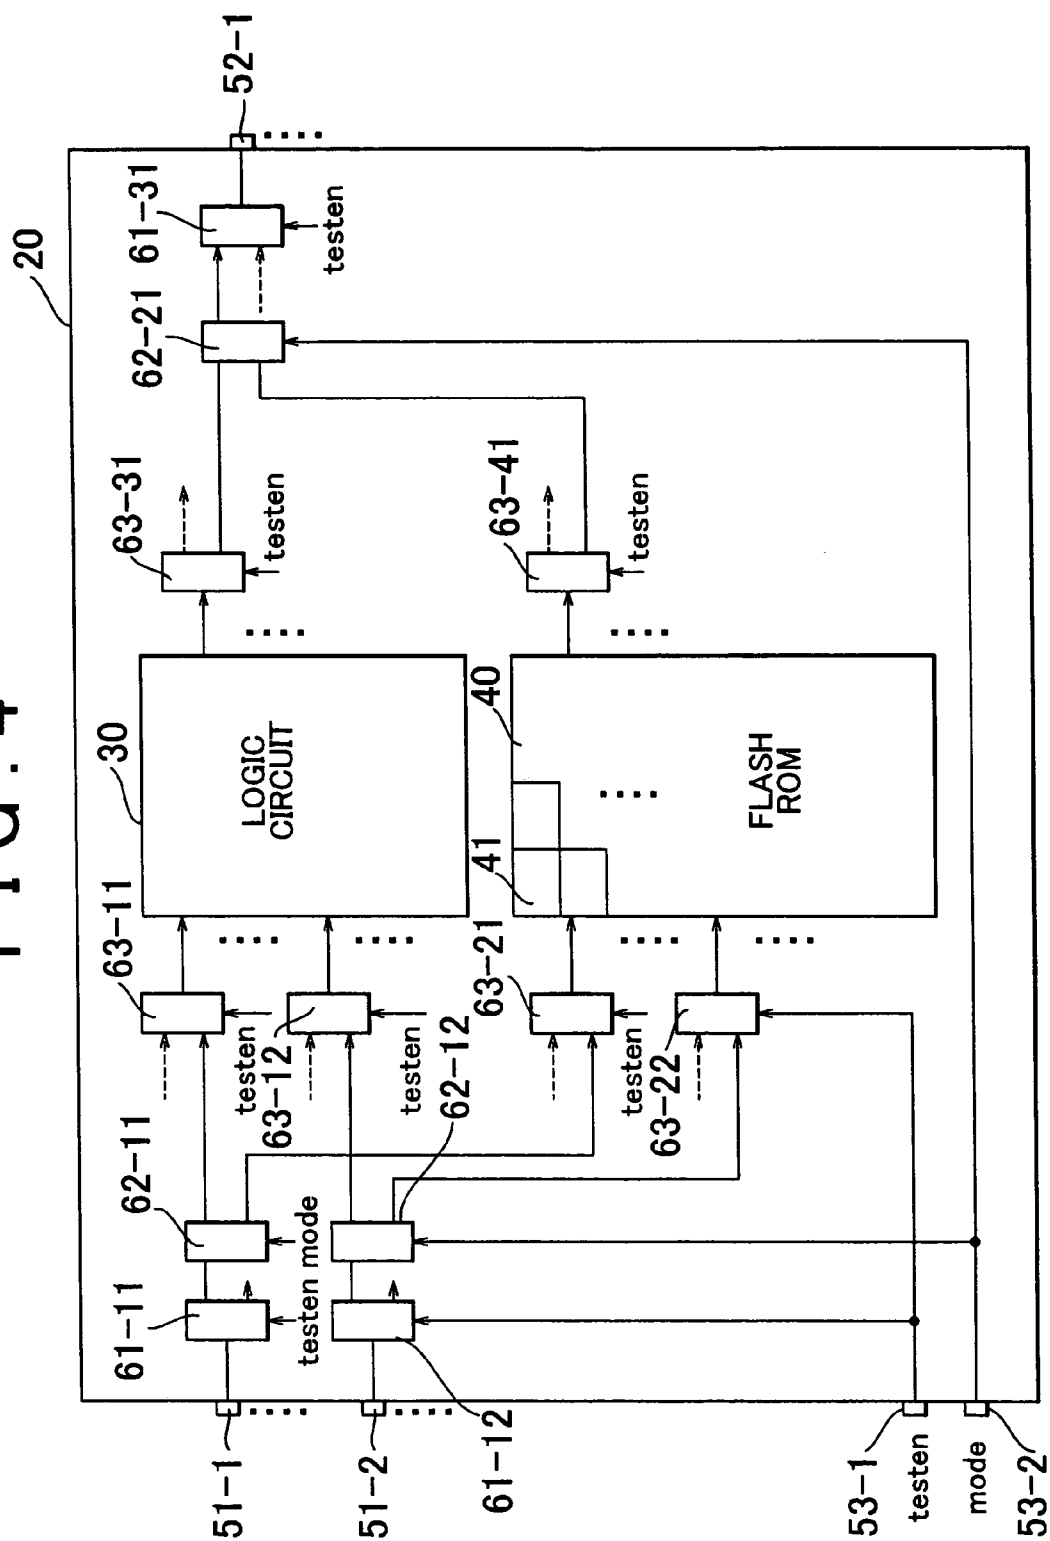 FIG. 4
20
52-1
61-31
testen
62-21
63-31
testen
63-41
testen
30
LOGIC
CIRCUIT
40
41
FLASH
ROM
63-11
testen
63-12
testen
63-21
testen
63-22
62-11
mode
62-12
61-11
testen
61-12
51-1
51-2
53-1
testen
mode
53-2